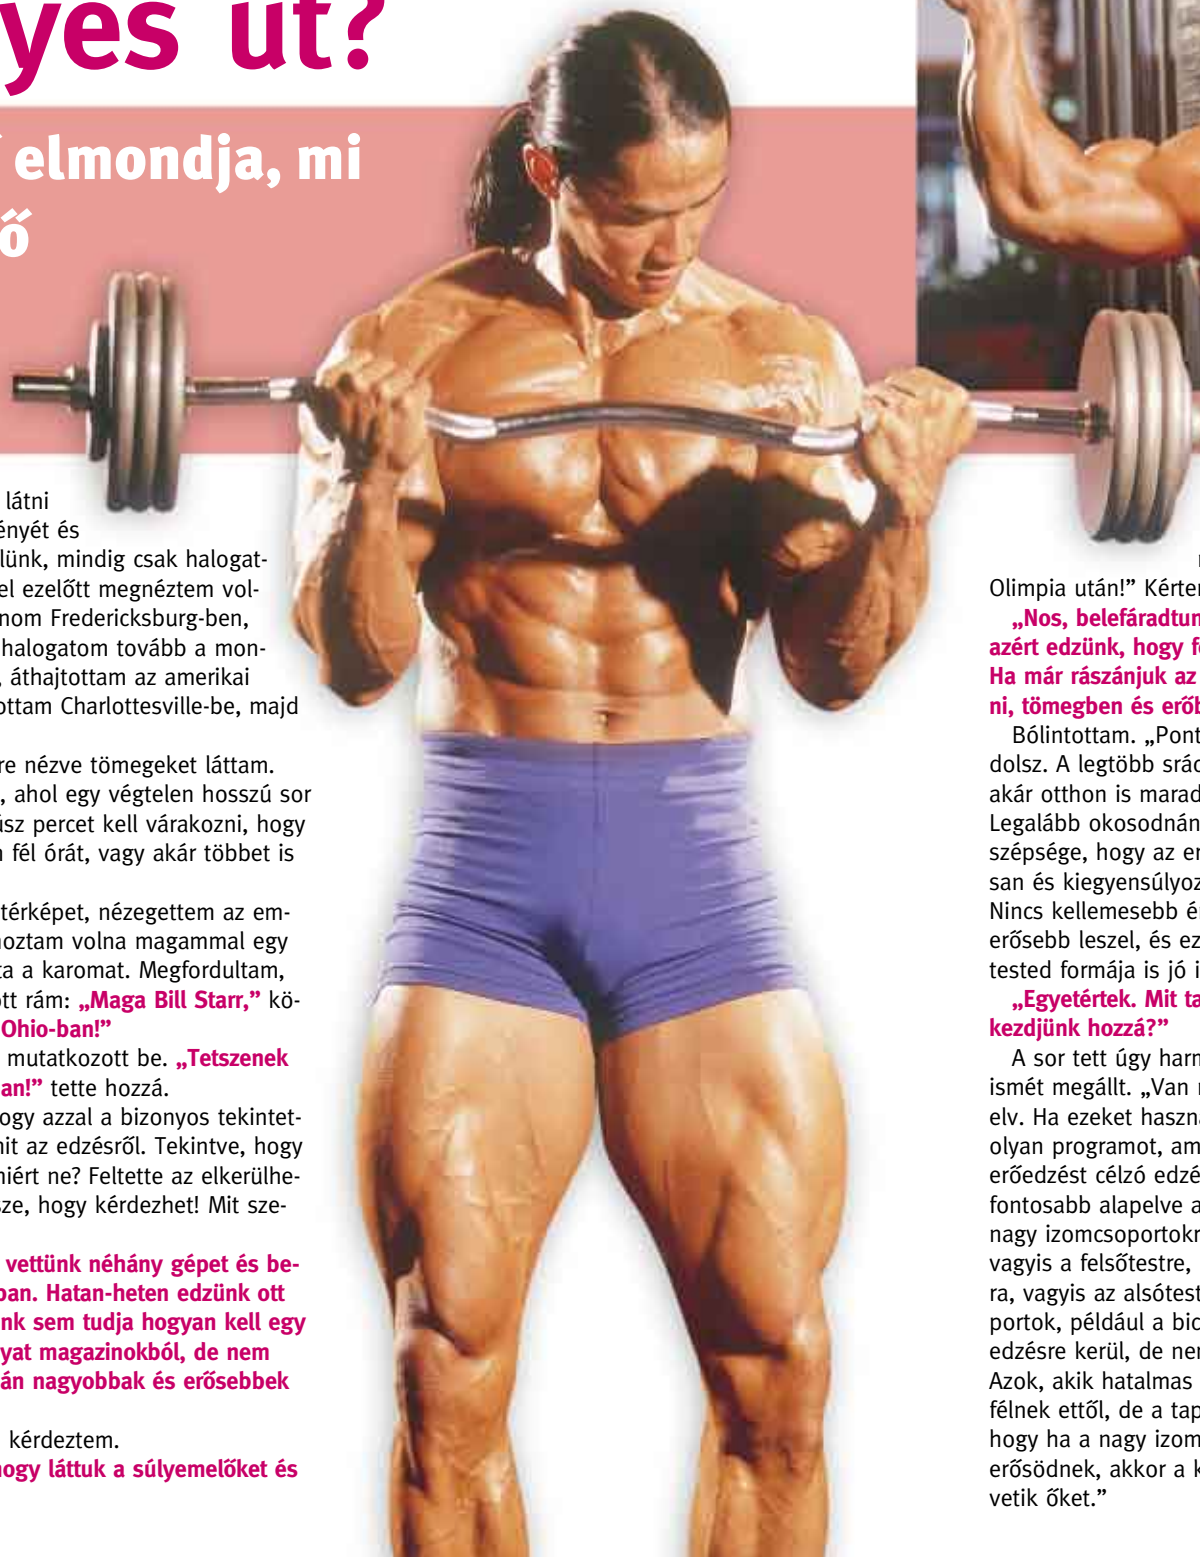 yes út?
elmondja, mi
ő
látni
ényét és
lünk, mindig csak halogat-
el ezelőtt megnéztem vol-
nom Fredericksburg-ben,
halogatom tovább a mon-
, áthajtottam az amerikai
ottam Charlottesville-be, majd
re nézve tömegeket láttam.
, ahol egy végtelen hosszú sor
úsz percet kell várakozni, hogy
n fél órát, vagy akár többet is
térképet, nézegettem az em-
hoztam volna magammal egy
ta a karomat. Megfordultam,
ott rám: „Maga Bill Starr,” kö-
Ohio-ban!”
mutatkozott be. „Tetszenek
an!” tette hozzá.
ogy azzal a bizonyos tekintet-
nit az edzésről. Tekintve, hogy
miért ne? Feltette az elkerülhe-
sze, hogy kérdezhet! Mit sze-
vettünk néhány gépet és be-
ban. Hatan-heten edzünk ott
nk sem tudja hogyan kell egy
yat magazinokból, de nem
án nagyobbak és erősebbek
kérdeztem.
hogy láttuk a súlyemelőket és
Olimpia után!” Kérter
„Nos, belefáradtun
azért edzünk, hogy fe
Ha már rászánjuk az
ni, tömegben és erőb
Bólintottam. „Pont
dolsz. A legtöbb srác
akár otthon is marad
Legalább okosodnán
szépsége, hogy az er
san és kiegyensúlyoz
Nincs kellemesebb ér
erősebb leszel, és ez
tested formája is jó i
„Egyetértek. Mit ta
kezdjünk hozzá?”
A sor tett úgy harm
ismét megállt. „Van n
elv. Ha ezeket haszná
olyan programot, am
erőedzést célzó edzé
fontosabb alapelve a
nagy izomcsoportokr
vagyis a felsőtestre,
ra, vagyis az alsótest
portok, például a bic
edzésre kerül, de ner
Azok, akik hatalmas
félnek ettől, de a tap
hogy ha a nagy izom
erősödnek, akkor a k
vetik őket.”